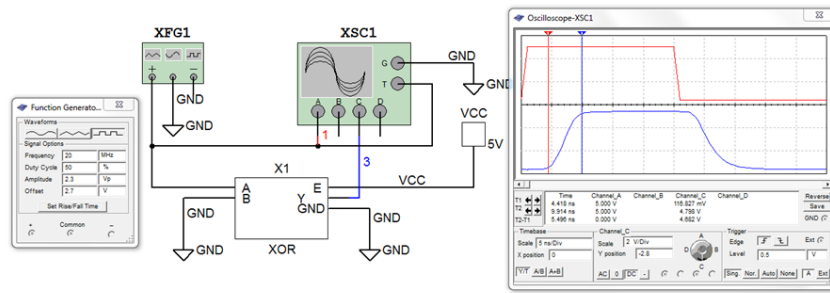 XFG1
XSC1
GND
G
T
GND
A B C D
GND
GND
1
3
VCC
5V
X1
A
B
E
Y
GND
VCC
GND
GND
GND
GND
XOR
Function Generato...
Waveforms
Signal Options
Frequency 20 MHz
Duty Cycle 50 %
Amplitude 2.3 Vp
Offset 2.7 V
Set Rise/Fall Time
+ Common -
Oscilloscope-XSC1
Time Channel_A Channel_B Channel_C Channel_D
T1 4.418 ns 5.000 V 116.827 mV
T2 9.914 ns 5.000 V 4.798 V
T2-T1 5.496 ns 0.000 V 4.682 V
Reverse
Save
GND
Timebase
Scale 5 ns/Div
X position 0
Y/T A/B A+B
Channel_C
Scale 2 V/Div
Y position -2.8
AC 0 DC -
A
B
C
D
Trigger
Edge
Ext
Level 0.5 V
Sing. Nor. Auto None A Ext